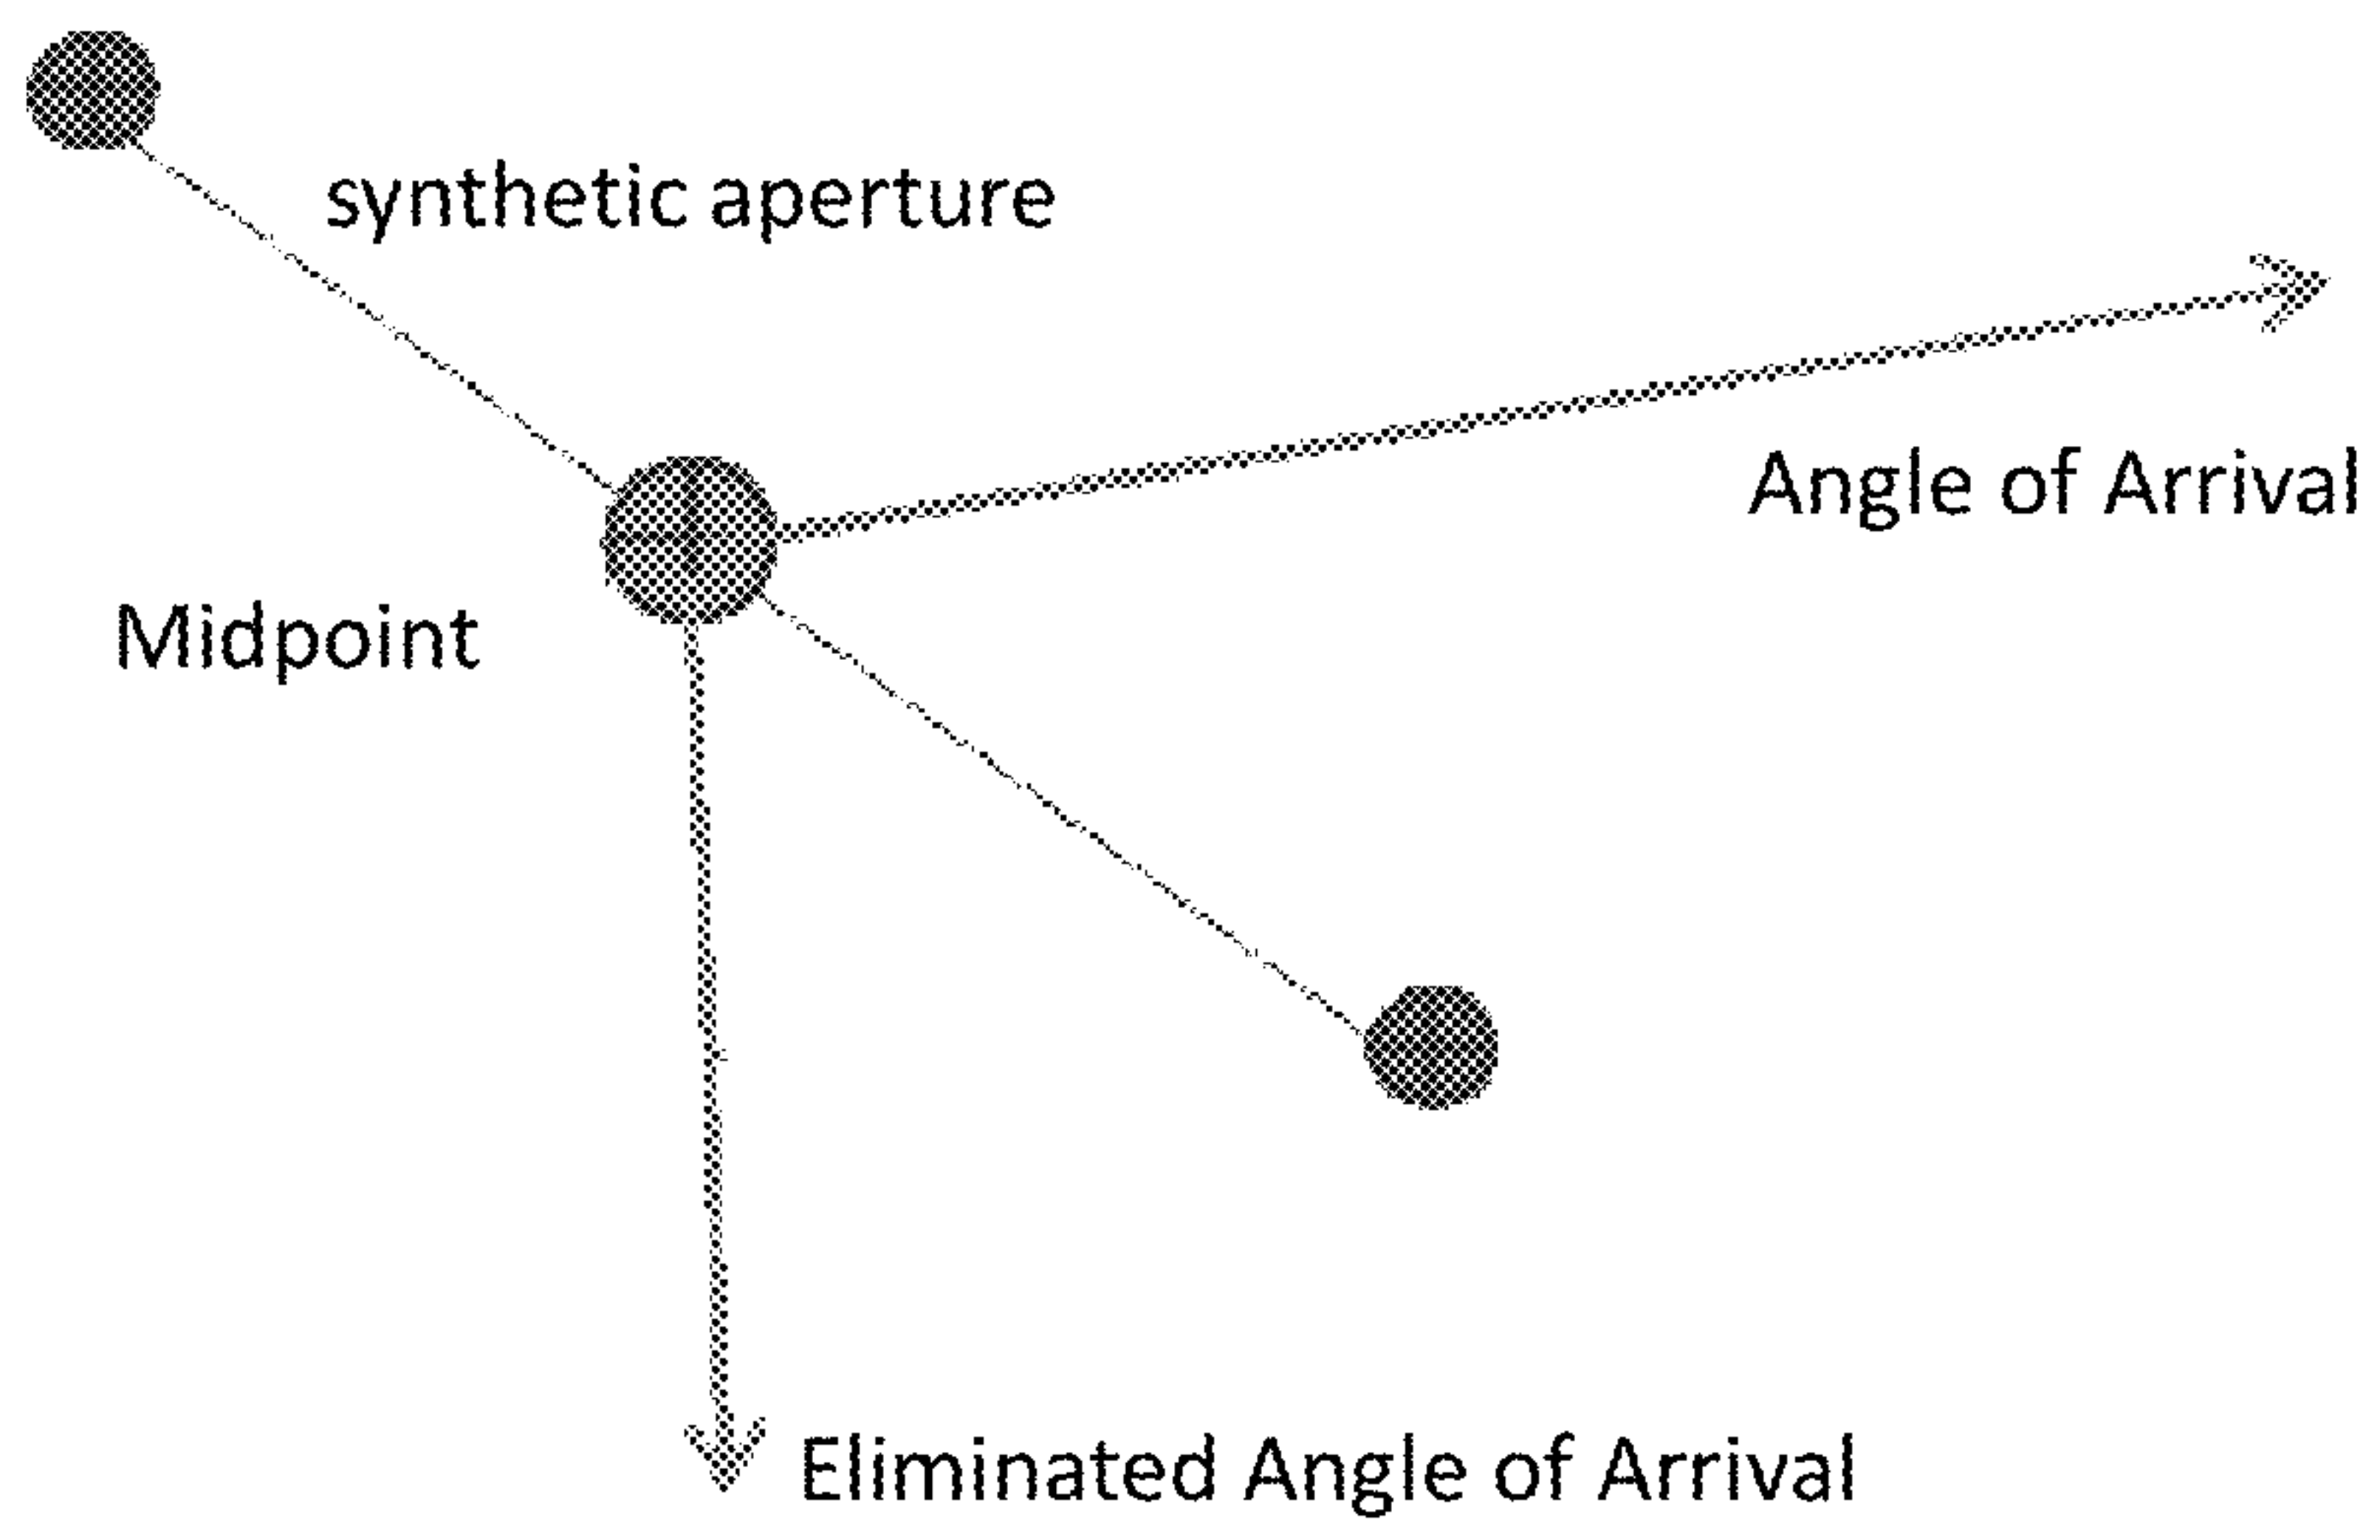 synthetic aperture
Angle of Arrival
Midpoint
Eliminated Angle of Arrival